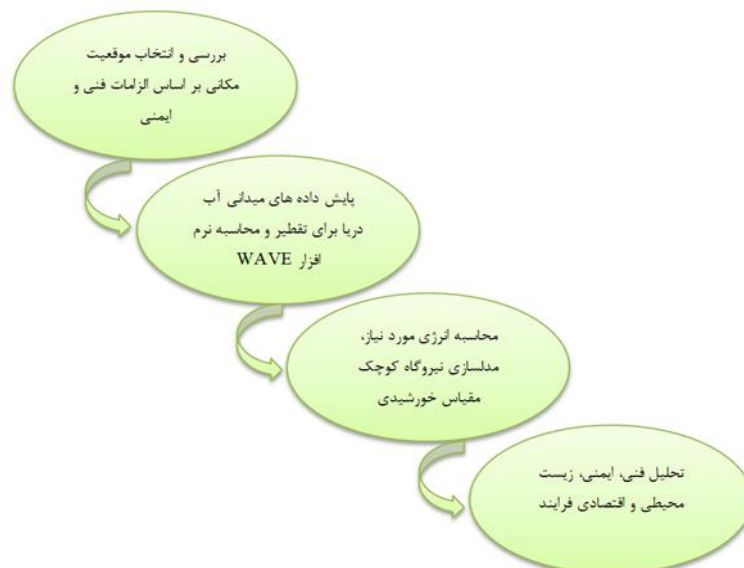 بررسی و انتخاب موقعیت
مکانی بر اساس الزامات فنی و
ایمنی
پایش داده های میدانی آب
دریا برای تقطیر و محاسبه نرم
افزار WAVE
محاسبه انرژی مورد نیاز،
مدلسازی نیروگاه کوچک
مقیاس خورشیدی
تحلیل فنی، ایمنی، زیست
محیطی و اقتصادی فرایند